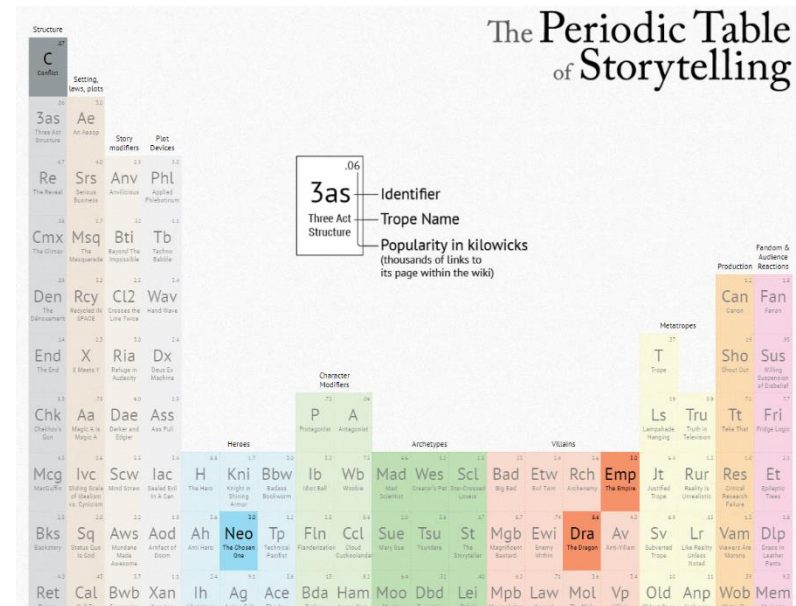 The Periodic Table
of Storytelling
Structure
C
Conflict
Setting,
laws, plots
3as
Three Act
Structure
Ae
An Aesop
Story
modifiers
Plot
Devices
.06
3as
Three Act
Structure
Identifier
Trope Name
Popularity in kilowicks
(thousands of links to
its page within the wiki)
Re
The Reveal
Srs
Serious
Business
Anv
Anvilicious
Phl
Applied
Phlebotinum
Cmx
The Climax
Msq
The
Masquerade
Bti
Beyond The
Impossible
Tb
Techno
Babble
Fandom &
Audience
Reactions
Production
Den
The
Dénouement
Rcy
Recycled IN
SPACE
Cl2
Crosses the
Line Twice
Wav
Hand Wave
Can
Canon
Fan
Fanon
Metatropes
End
The End
X
X Meets Y
Ria
Refuge in
Audacity
Dx
Deus Ex
Machina
T
Trope
Sho
Shout Out
Sus
Willing
Suspension
of Disbelief
Character
Modifiers
Chk
Chekhov's
Gun
Aa
Magic A is
Magic A
Dae
Darker and
Edgier
Ass
Ass Pull
P
Protagonist
A
Antagonist
Ls
Lampshade
Hanging
Tru
Truth in
Television
Tt
Take That
Fri
Fridge Logic
Heroes
Archetypes
Villains
Mcg
MacGuffin
Ivc
Sliding Scale
of Idealism
vs. Cynicism
Scw
Mind Screw
Iac
Sealed Evil
In A Can
H
The Hero
Kni
Knight in
Shining
Armor
Bbw
Badass
Bookworm
Ib
Idiot Ball
Wb
Woobie
Mad
Mad
Scientist
Wes
Creator's Pet
Scl
Star-Crossed
Lovers
Bad
Big Bad
Etw
Evil Twin
Rch
Archenemy
Emp
The Empire
Jt
Justified
Trope
Rur
Reality is
Unrealistic
Res
Critical
Research
Failure
Et
Epileptic
Trees
Bks
Backstory
Sq
Status Quo
is God
Aws
Mundane
Made
Awesome
Aod
Artifact of
Doom
Ah
Anti Hero
Neo
The Chosen
One
Tp
Technical
Pacifist
Fln
Flanderization
Ccl
Cloud
Cuckoolander
Sue
Mary Sue
Tsu
Tsundere
St
The
Storyteller
Mgb
Magnificent
Bastard
Ewi
Enemy
Within
Dra
The Dragon
Av
Anti-Villain
Sv
Subverted
Trope
Lr
Like Reality
Unless
Noted
Vam
Viewers Are
Morons
Dlp
Draco in
Leather
Pants
Ret
Cal
Bwb
Xan
Ih
Ag
Ace
Bda
Ham
Moo
Dbd
Lei
Mpb
Law
Mol
Vp
Old
Anp
Wob
Mem